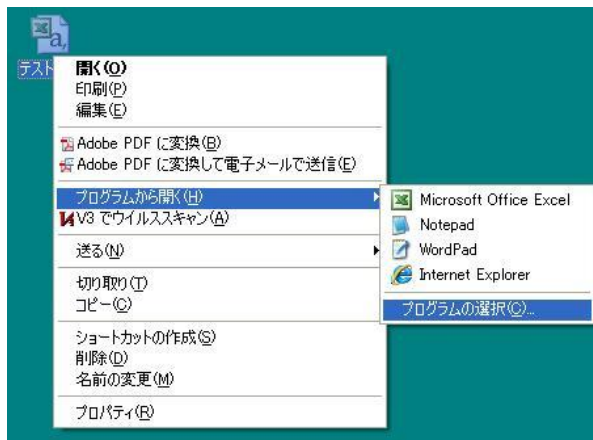 テスト
開く(O)
印刷(P)
編集(E)
Adobe PDF に変換(B)
Adobe PDF に変換して電子メールで送信(E)
プログラムから開く(H)
V3 でウイルススキャン(A)
送る(N)
切り取り(T)
コピー(C)
ショートカットの作成(S)
削除(D)
名前の変更(M)
プロパティ(R)
Microsoft Office Excel
Notepad
WordPad
Internet Explorer
プログラムの選択(C)...